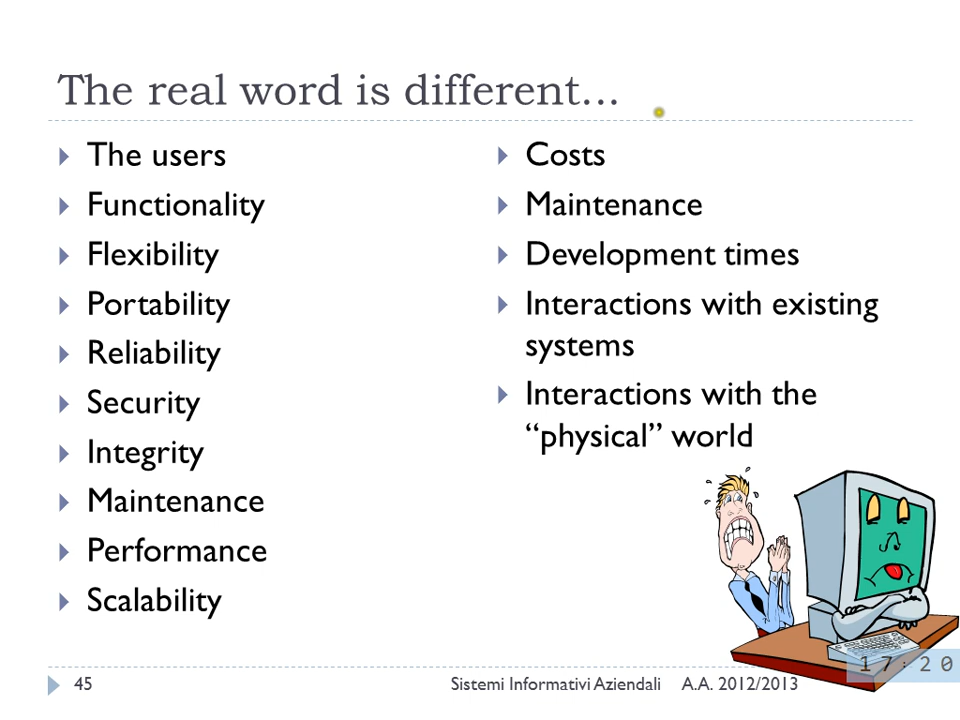 The real word is different...
The users
Functionality
Flexibility
Portability
Reliability
Security
Integrity
Maintenance
Performance
Scalability
Costs
Maintenance
Development times
Interactions with existing
systems
Interactions with the
“physical” world
17:20
45
Sistemi Informativi Aziendali A.A. 2012/2013